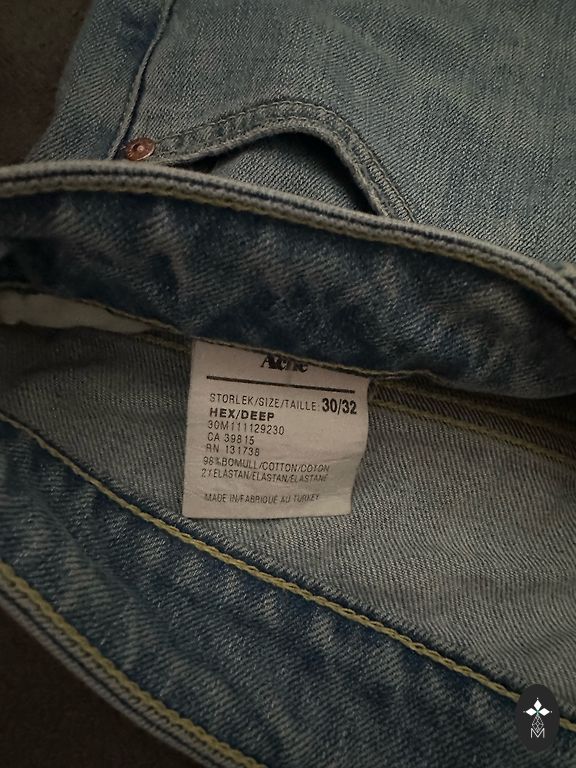 Acne
STORLEK/SIZE/TAILLE: 30/32
HEX/DEEP
30M111129230
CA 39815
RN 131738
98%BOMULL/COTTON/COTON
2%ELASTAN/ELASTAN/ELASTANE
MADE IN/FABRIQUE AU TURKEY
M